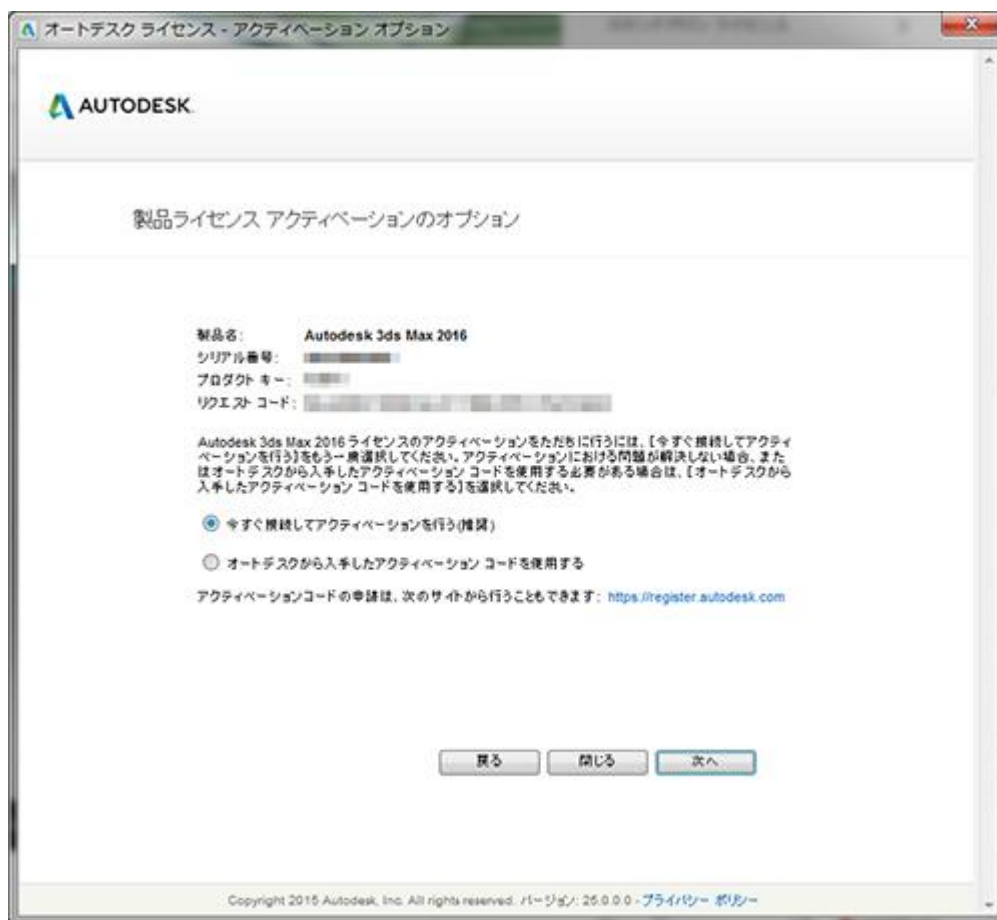 オートデスク ライセンス - アクティベーション オプション
AUTODESK.
製品ライセンス アクティベーションのオプション
製品名: Autodesk 3ds Max 2016
シリアル番号:
プロダクト キー:
リクエスト コード:
Autodesk 3ds Max 2016 ライセンスのアクティベーションをただちに行うには、[今すぐ接続してアクティ
ベーションを行う]をもう一度選択してください。アクティベーションにおける問題が解決しない場合、また
はオートデスクから入手したアクティベーション コードを使用する必要がある場合は、[オートデスクから
入手したアクティベーション コードを使用する]を選択してください。
今すぐ接続してアクティベーションを行う(推奨)
オートデスクから入手したアクティベーション コードを使用する
アクティベーションコードの申請は、次のサイトから行うこともできます: https://register.autodesk.com
戻る 閉じる 次へ
Copyright 2015 Autodesk, Inc. All rights reserved. バージョン: 25.0.0.0 - プライバシー ポリシー